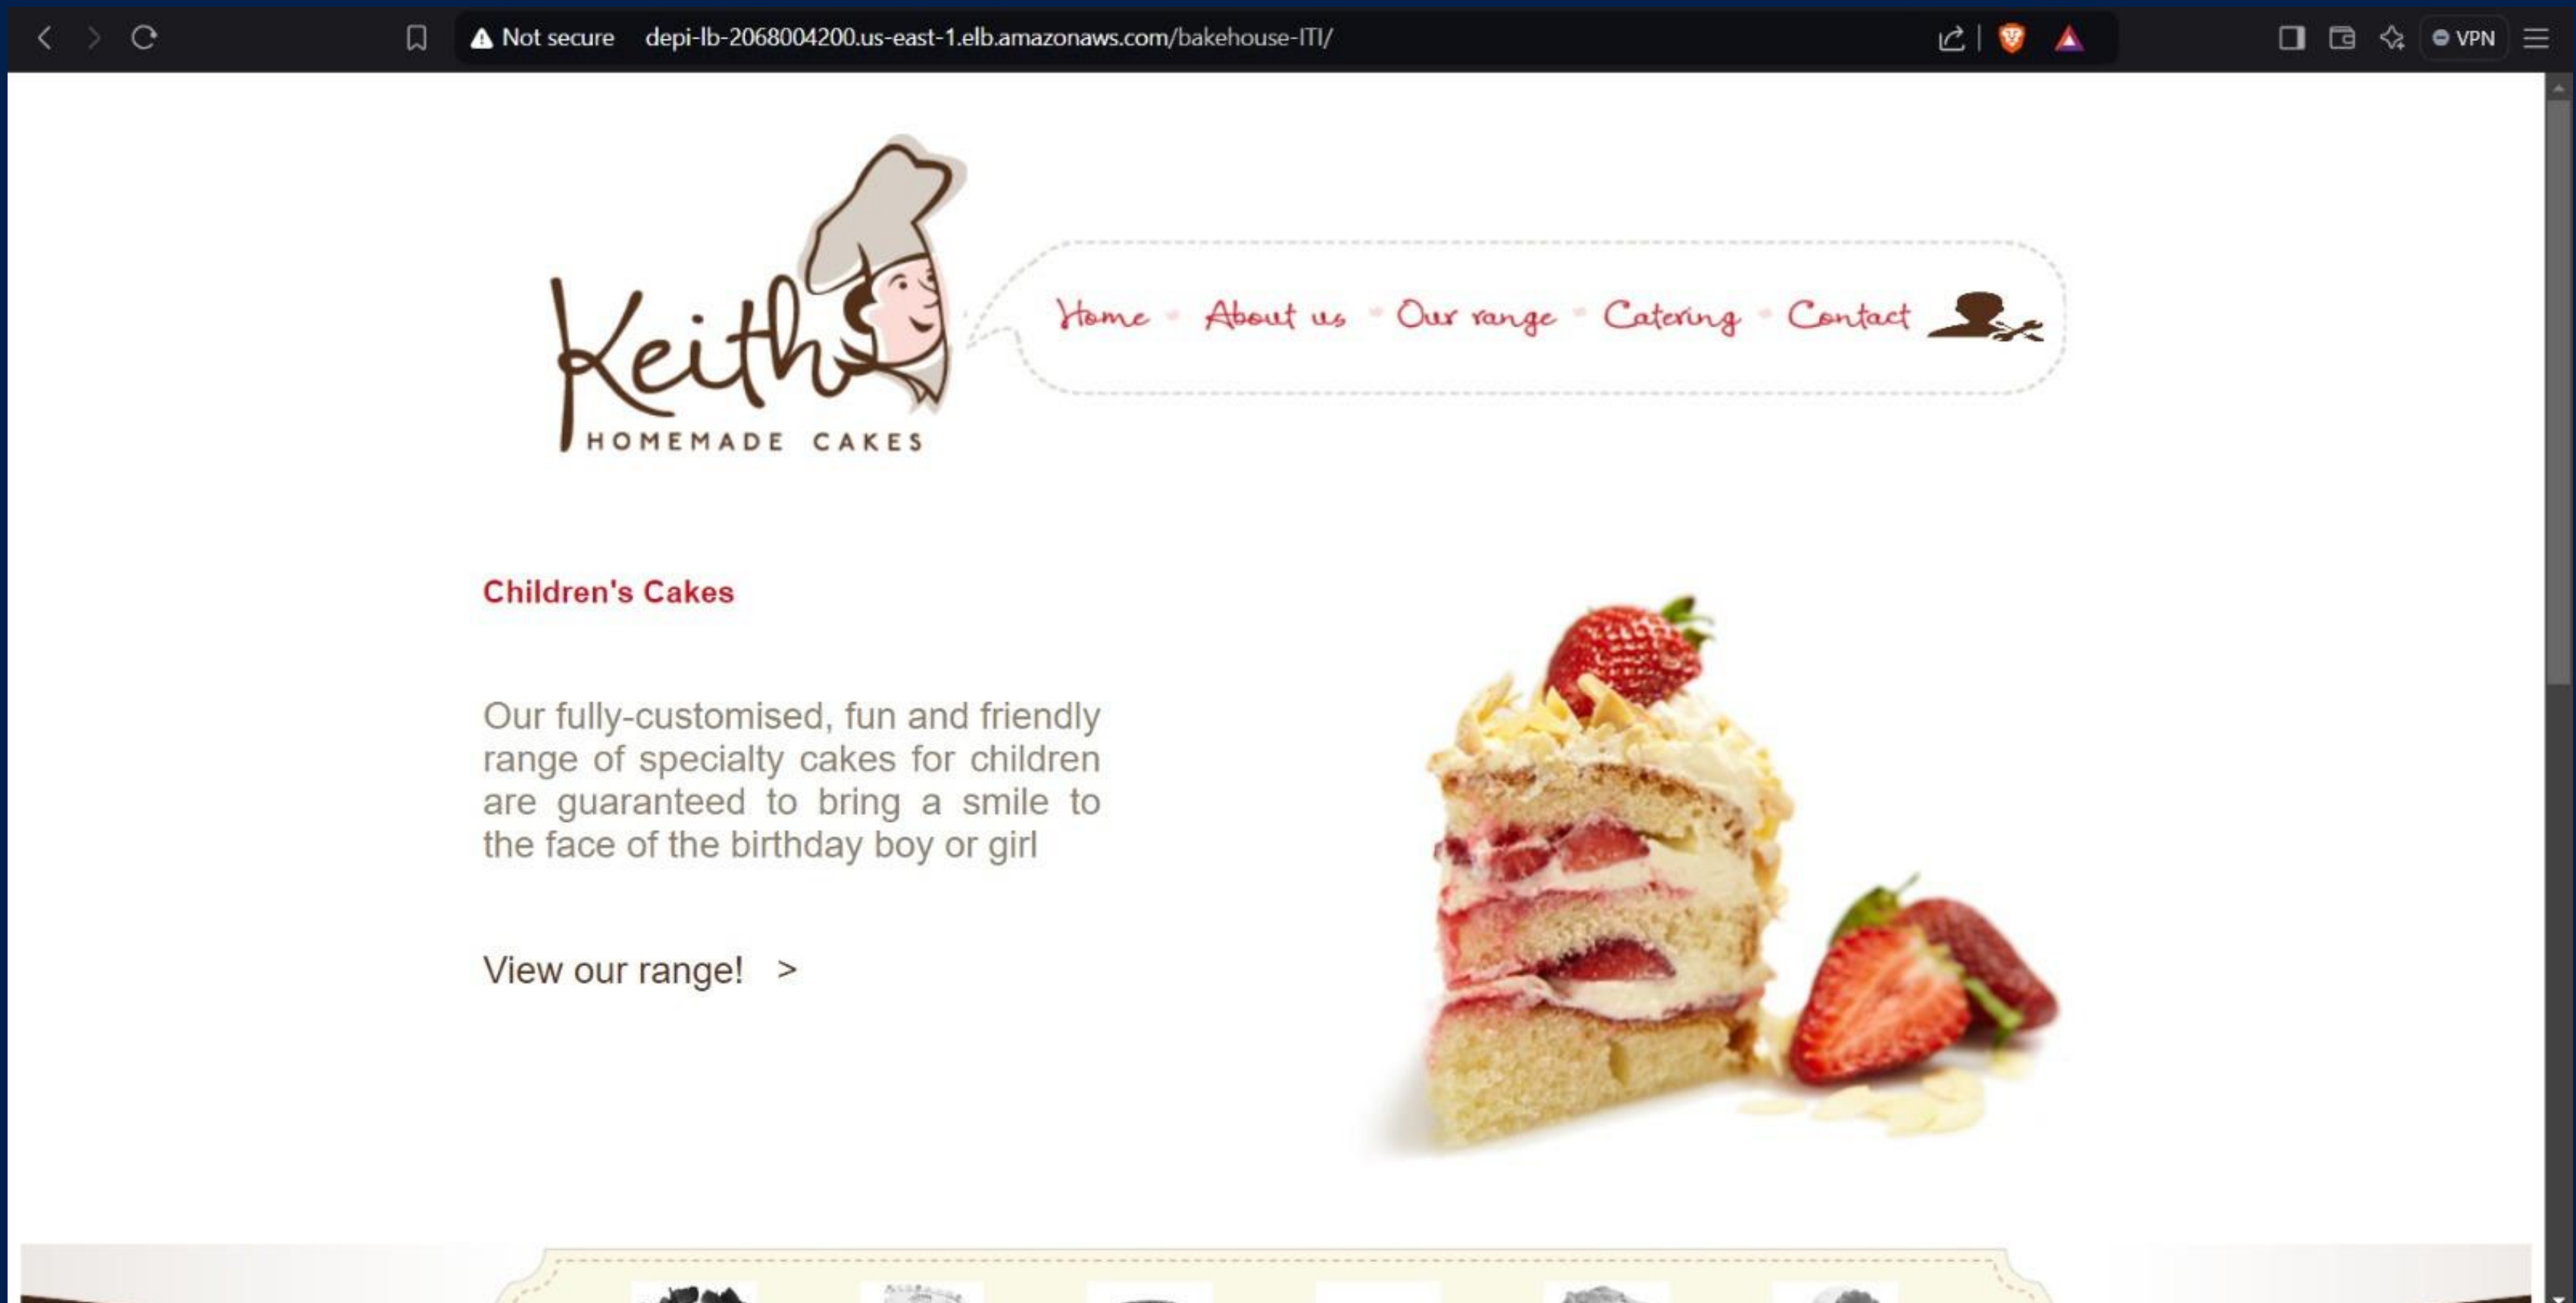 Not secure depi-lb-2068004200.us-east-1.elb.amazonaws.com/bakehouse-ITI/
VPN
Keiths
HOMEMADE CAKES
Home • About us • Our range • Catering • Contact
Children's Cakes
Our fully-customised, fun and friendly
range of specialty cakes for children
are guaranteed to bring a smile to
the face of the birthday boy or girl
View our range! >